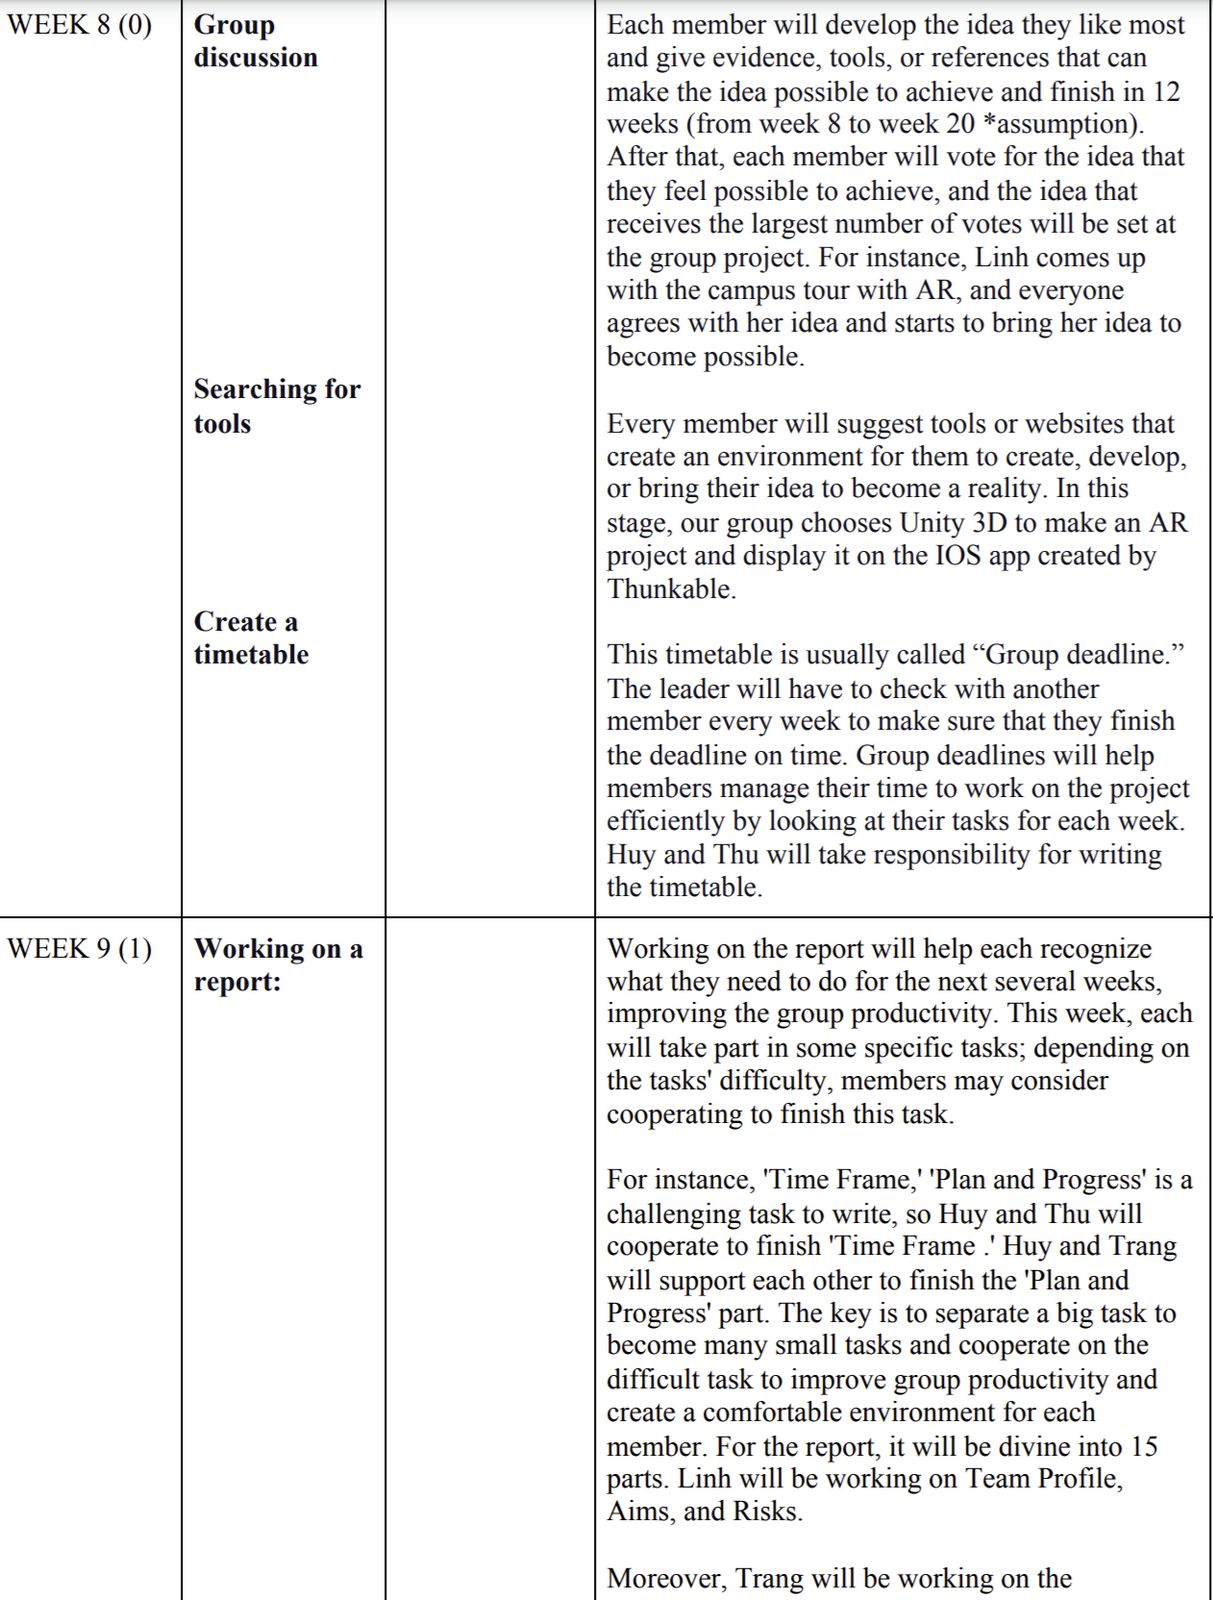 WEEK 8 (0)
Group
discussion
Each member will develop the idea they like most
and give evidence, tools, or references that can
make the idea possible to achieve and finish in 12
weeks (from week 8 to week 20 *assumption).
After that, each member will vote for the idea that
they feel possible to achieve, and the idea that
receives the largest number of votes will be set at
the group project. For instance, Linh comes up
with the campus tour with AR, and everyone
agrees with her idea and starts to bring her idea to
become possible.
Searching for
tools
Every member will suggest tools or websites that
create an environment for them to create, develop,
or bring their idea to become a reality. In this
stage, our group chooses Unity 3D to make an AR
project and display it on the IOS app created by
Thunkable.
Create a
timetable
This timetable is usually called “Group deadline.”
The leader will have to check with another
member every week to make sure that they finish
the deadline on time. Group deadlines will help
members manage their time to work on the project
efficiently by looking at their tasks for each week.
Huy and Thu will take responsibility for writing
the timetable.
WEEK 9 (1)
Working on a
report:
Working on the report will help each recognize
what they need to do for the next several weeks,
improving the group productivity. This week, each
will take part in some specific tasks; depending on
the tasks' difficulty, members may consider
cooperating to finish this task.
For instance, 'Time Frame,' 'Plan and Progress' is a
challenging task to write, so Huy and Thu will
cooperate to finish 'Time Frame .' Huy and Trang
will support each other to finish the 'Plan and
Progress' part. The key is to separate a big task to
become many small tasks and cooperate on the
difficult task to improve group productivity and
create a comfortable environment for each
member. For the report, it will be divine into 15
parts. Linh will be working on Team Profile,
Aims, and Risks.
Moreover, Trang will be working on the